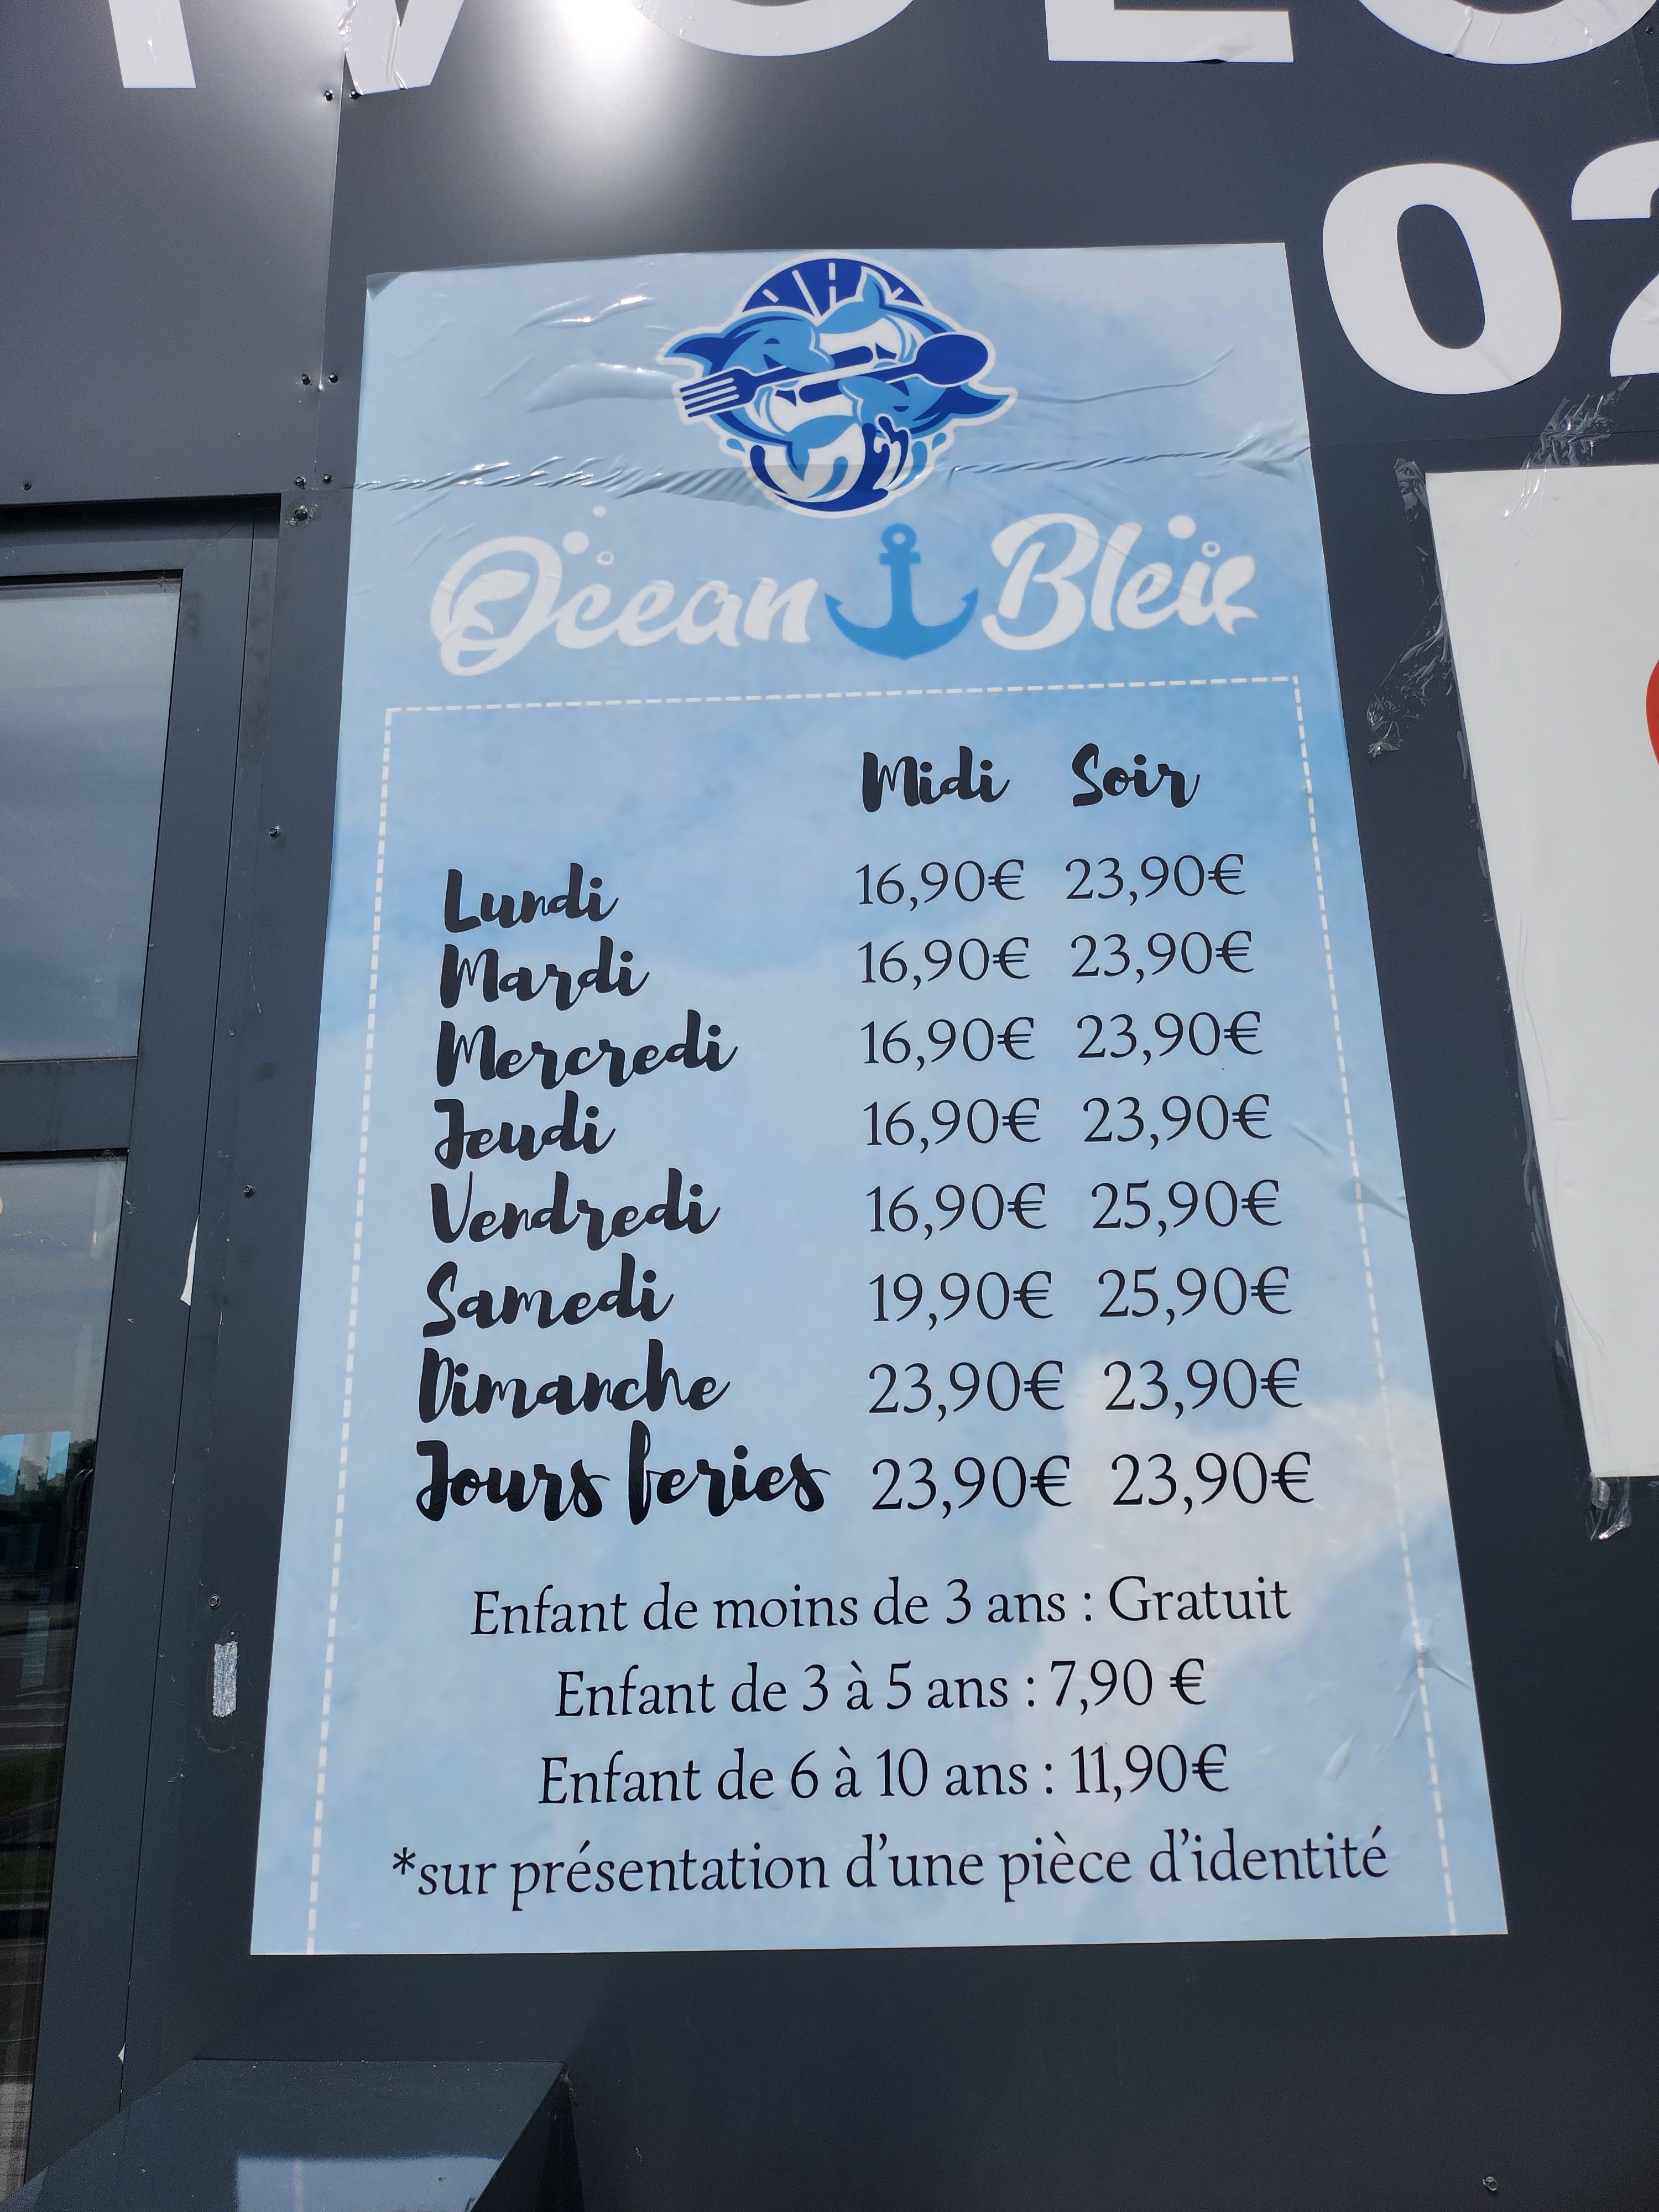 02
Ocean Bleu
Midi Soir
Lundi 16,90€ 23,90€
Mardi 16,90€ 23,90€
Mercredi 16,90€ 23,90€
Jeudi 16,90€ 23,90€
Vendredi 16,90€ 25,90€
Samedi 19,90€ 25,90€
Dimanche 23,90€ 23,90€
Jours feries 23,90€ 23,90€
Enfant de moins de 3 ans : Gratuit
Enfant de 3 à 5 ans : 7,90 €
Enfant de 6 à 10 ans : 11,90€
*sur présentation d'une pièce d'identité